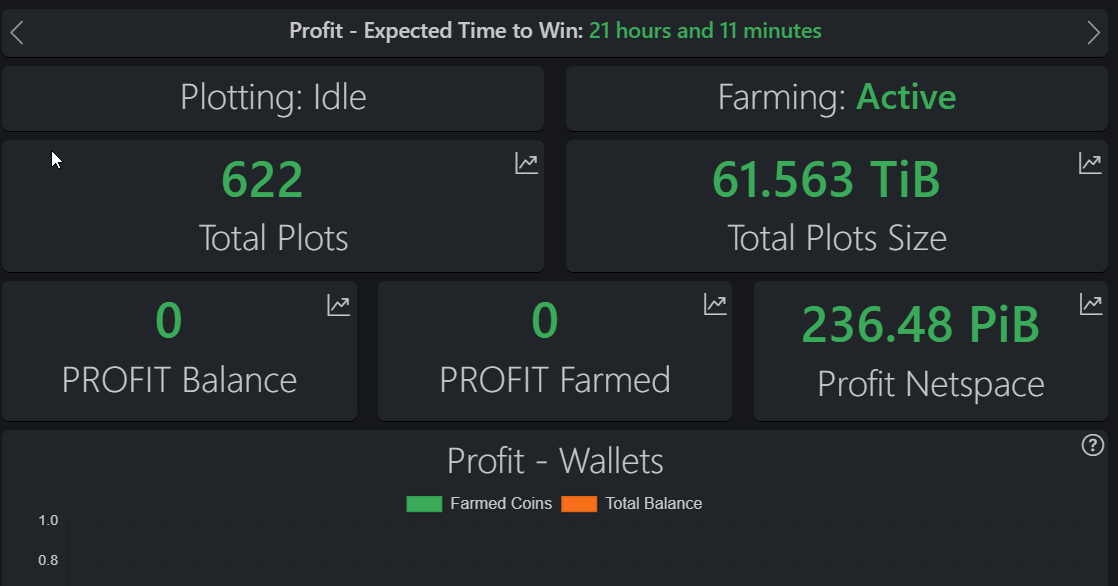 Profit - Expected Time to Win: 21 hours and 11 minutes
Plotting: Idle
Farming: Active
622
Total Plots
61.563 TiB
Total Plots Size
0
PROFIT Balance
0
PROFIT Farmed
236.48 PiB
Profit Netspace
Profit - Wallets
?
Farmed Coins
Total Balance
1.0
0.8